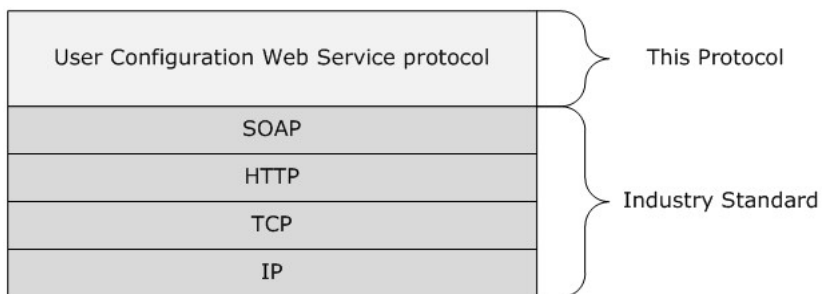 User Configuration Web Service protocol
This Protocol
SOAP
HTTP
TCP
IP
Industry Standard